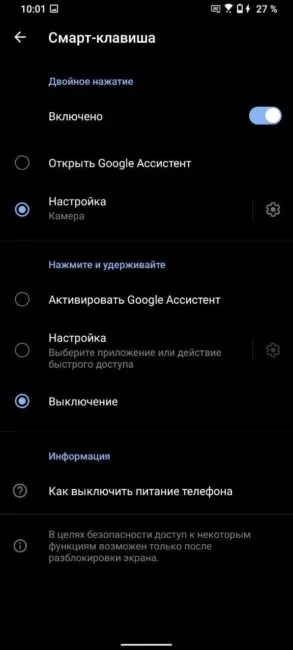 10:01 27 %
Смарт-клавиша
Двойное нажатие
Включено
Открыть Google Ассистент
Настройка
Камера
Нажмите и удерживайте
Активировать Google Ассистент
Настройка
Выберите приложение или действие
быстрого доступа
Выключение
Информация
Как выключить питание телефона
В целях безопасности доступ к некоторым
функциям возможен только после
разблокировки экрана.